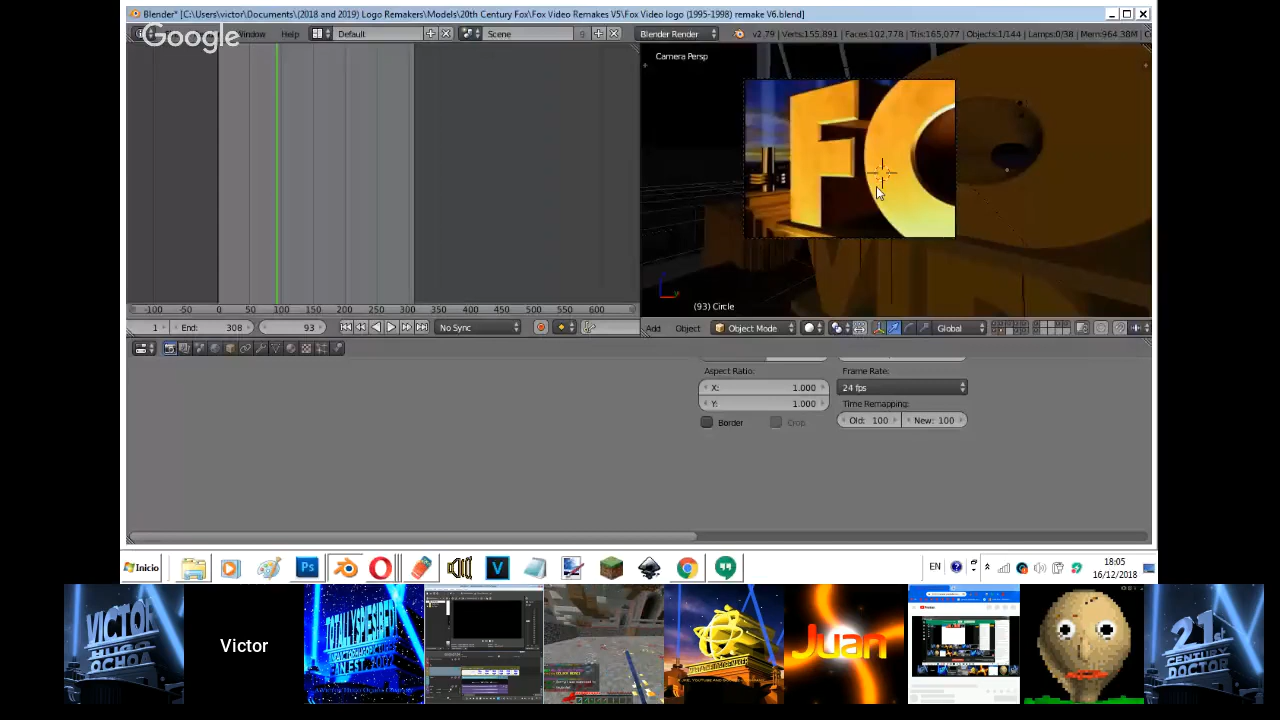 Blender* [C:\Users\victor\Documents\(2018 and 2019) Logo Remakers\Models\20th Century Fox\Fox Video Remakes V5\Fox Video logo (1995-1998) remake V6.blend]
Google
Window Help Default Scene 9 Blender Render v2.79 | Verts:155,891 | Faces:102,778 | Tris:165,077 | Objects:1/144 | Lamps:0/38 | Mem:964.38M
Camera Persp
FO
(93) Circle
-100 -50 0 50 100 150 200 250 300 350 400 450 500 550 600
1 End: 308 93 No Sync Add Object Object Mode Global
Aspect Ratio:
X: 1.000
Y: 1.000
Border Crop
Frame Rate:
24 fps
Time Remapping:
Old: 100 New: 100
Inicio Ps V EN 18:05
16/12/2018
VICTOR
HUGO
OCHOA
Victor
Juan
21st
CENTURY
DOCTOR